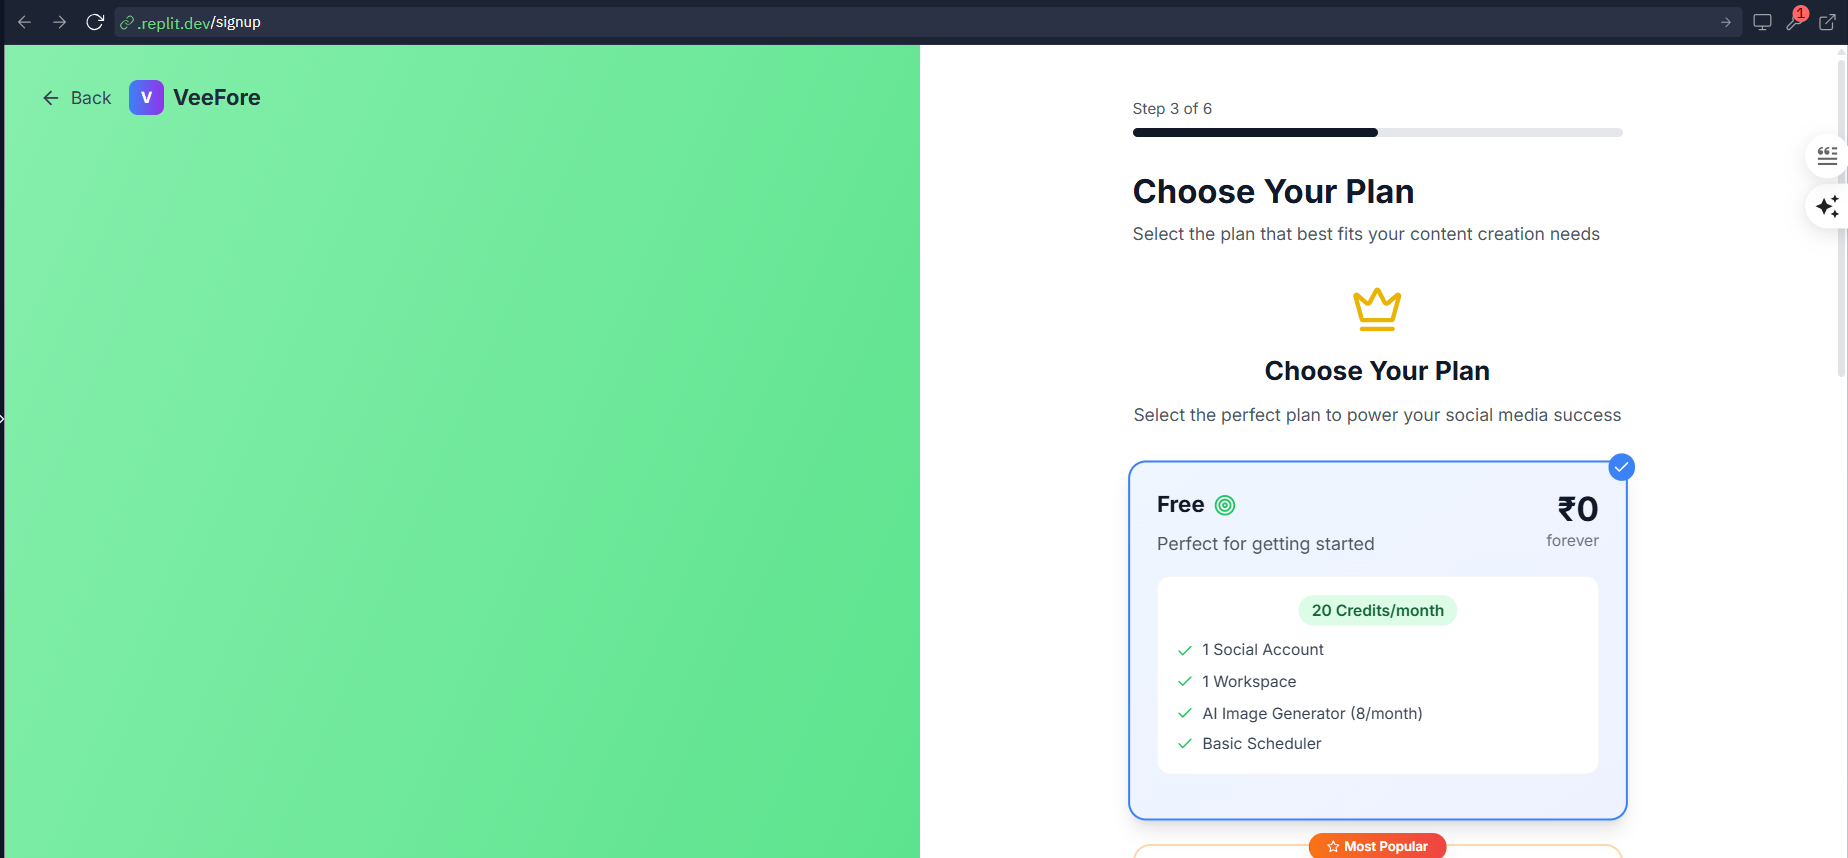 .replit.dev/signup
1
Back
V
VeeFore
Step 3 of 6
Choose Your Plan
Select the plan that best fits your content creation needs
Choose Your Plan
Select the perfect plan to power your social media success
Free
₹0
Perfect for getting started
forever
20 Credits/month
1 Social Account
1 Workspace
AI Image Generator (8/month)
Basic Scheduler
Most Popular